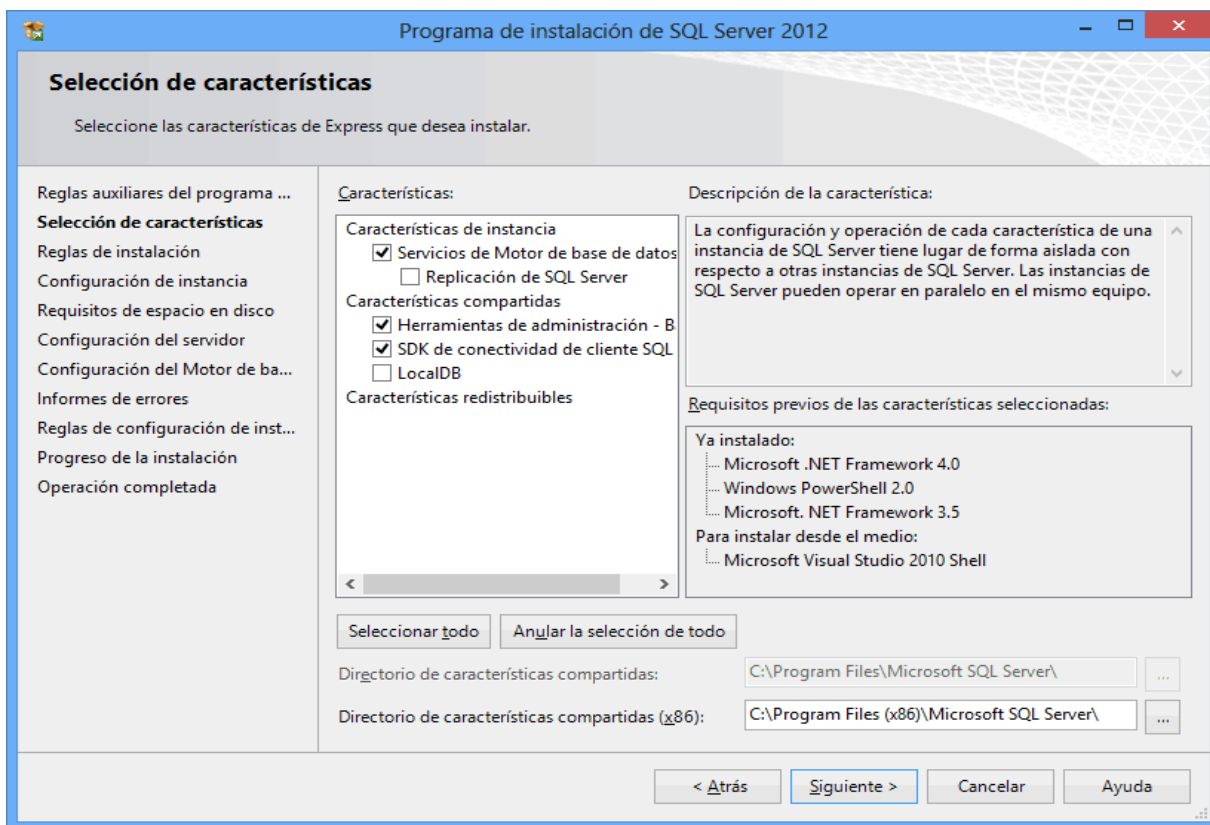 Programa de instalación de SQL Server 2012
Selección de características
Seleccione las características de Express que desea instalar.
Reglas auxiliares del programa ...
Selección de características
Reglas de instalación
Configuración de instancia
Requisitos de espacio en disco
Configuración del servidor
Configuración del Motor de ba...
Informes de errores
Reglas de configuración de inst...
Progreso de la instalación
Operación completada
Características:
Características de instancia
Servicios de Motor de base de datos
Replicación de SQL Server
Características compartidas
Herramientas de administración - B
SDK de conectividad de cliente SQL
LocalDB
Características redistribuibles
Descripción de la característica:
La configuración y operación de cada característica de una
instancia de SQL Server tiene lugar de forma aislada con
respecto a otras instancias de SQL Server. Las instancias de
SQL Server pueden operar en paralelo en el mismo equipo.
Requisitos previos de las características seleccionadas:
Ya instalado:
Microsoft .NET Framework 4.0
Windows PowerShell 2.0
Microsoft. NET Framework 3.5
Para instalar desde el medio:
Microsoft Visual Studio 2010 Shell
Seleccionar todo
Anular la selección de todo
Directorio de características compartidas:
C:\Program Files\Microsoft SQL Server\
...
Directorio de características compartidas (x86):
C:\Program Files (x86)\Microsoft SQL Server\
...
< Atrás
Siguiente >
Cancelar
Ayuda